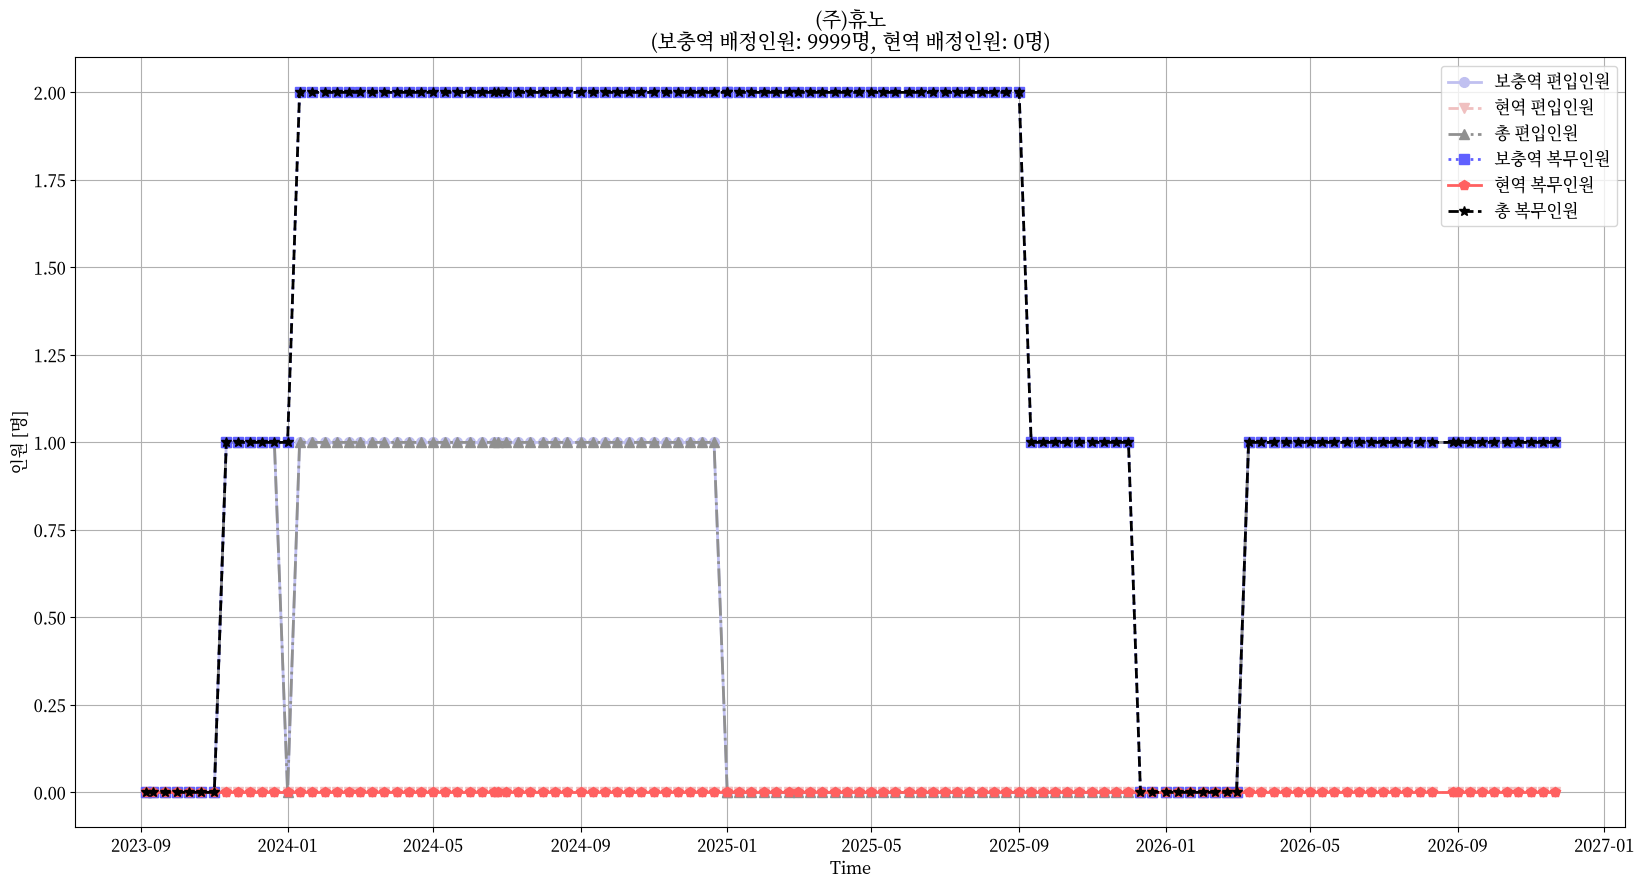 (주)휴노
(보충역 배정인원: 9999명, 현역 배정인원: 0명)
보충역 편입인원
현역 편입인원
총 편입인원
보충역 복무인원
현역 복무인원
총 복무인원
인원 [명]
2.00
1.75
1.50
1.25
1.00
0.75
0.50
0.25
0.00
2023-09
2024-01
2024-05
2024-09
2025-01
2025-05
2025-09
2026-01
2026-05
2026-09
2027-01
Time